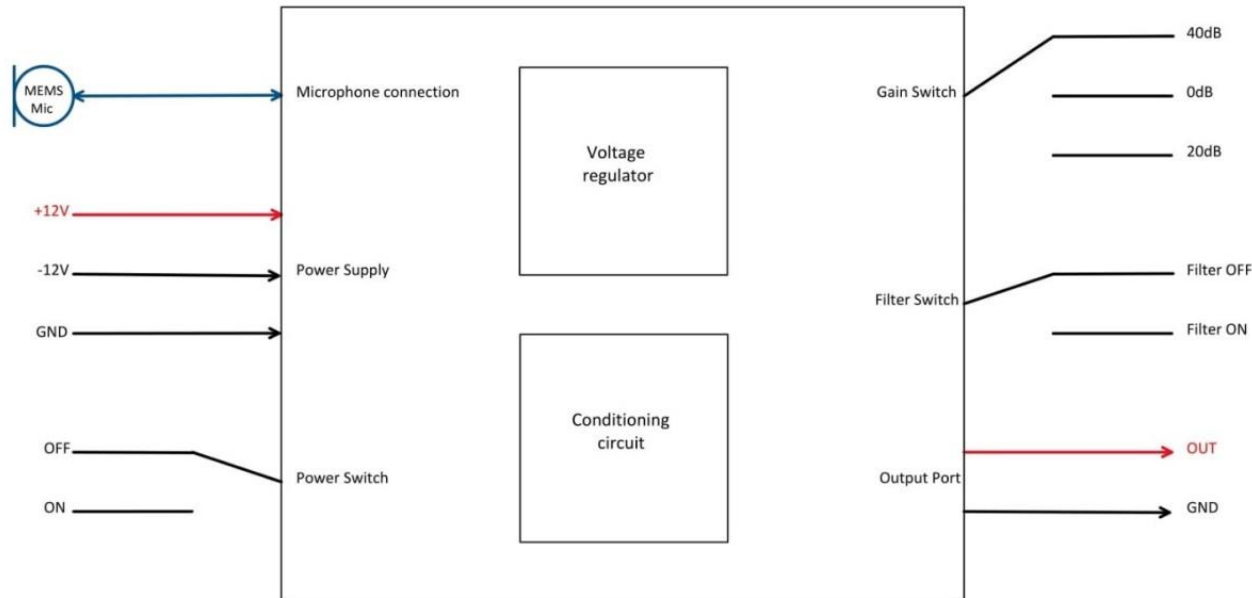 MEMS
Mic
Microphone connection
+12V
-12V
Power Supply
GND
OFF
Power Switch
ON
Voltage
regulator
Conditioning
circuit
Gain Switch
40dB
0dB
20dB
Filter Switch
Filter OFF
Filter ON
Output Port
OUT
GND